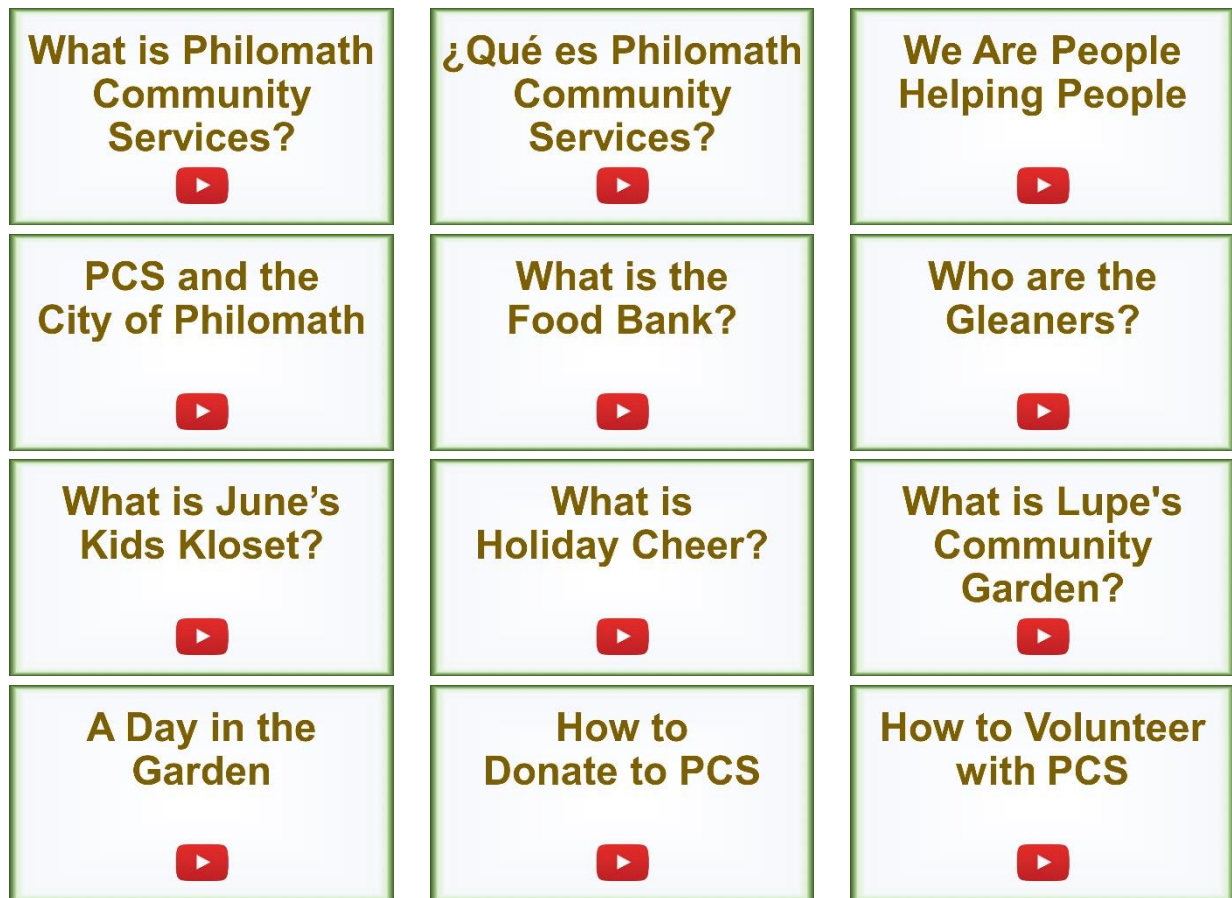 What is Philomath
Community
Services?
¿Qué es Philomath
Community
Services?
We Are People
Helping People
PCS and the
City of Philomath
What is the
Food Bank?
Who are the
Gleaners?
What is June’s
Kids Kloset?
What is
Holiday Cheer?
What is Lupe's
Community
Garden?
A Day in the
Garden
How to
Donate to PCS
How to Volunteer
with PCS